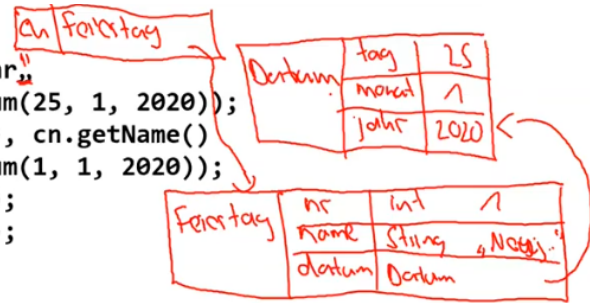 cn Feiertag
ar„
um(25, 1, 2020));
, cn.getName()
um(1, 1, 2020));
;
;
Datum tag 25
monat 1
jahr 2020
Feiertag nr int 1
name String
datum Datum